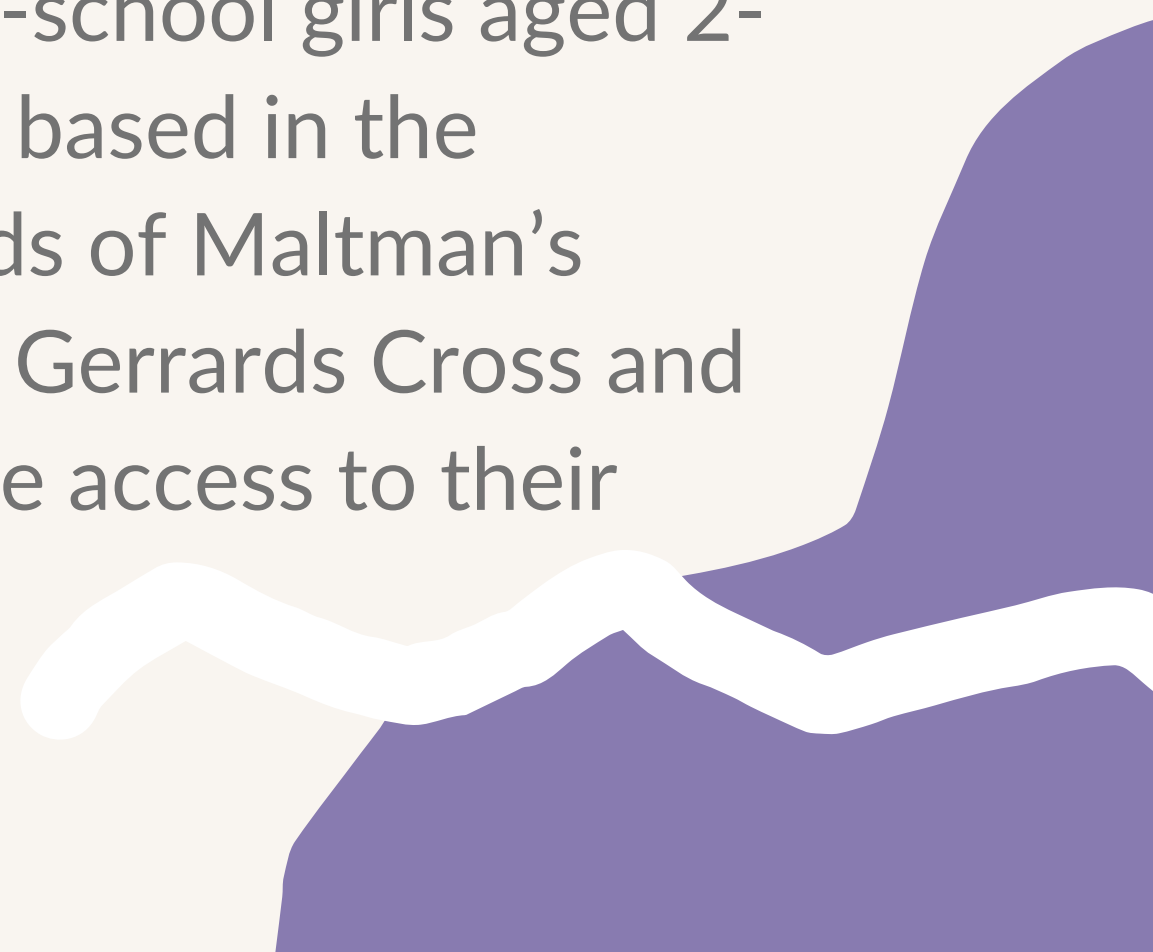 -school girls aged 2-
based in the
ds of Maltman’s
Gerrards Cross and
e access to their